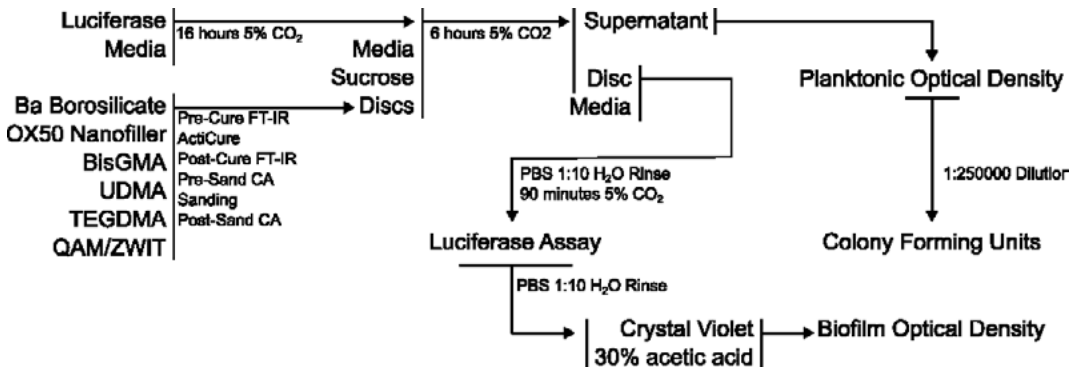 Luciferase
Media
16 hours 5% CO₂
Media
Sucrose
Discs
6 hours 5% CO2
Supernatant
Disc
Media
Planktonic Optical Density
Ba Borosilicate
OX50 Nanofiller
BisGMA
UDMA
TEGDMA
QAM/ZWIT
Pre-Cure FT-IR
ActiCure
Post-Cure FT-IR
Pre-Sand CA
Sanding
Post-Sand CA
PBS 1:10 H₂O Rinse
90 minutes 5% CO₂
1:250000 Dilution
Luciferase Assay
Colony Forming Units
PBS 1:10 H₂O Rinse
Crystal Violet
30% acetic acid
Biofilm Optical Density